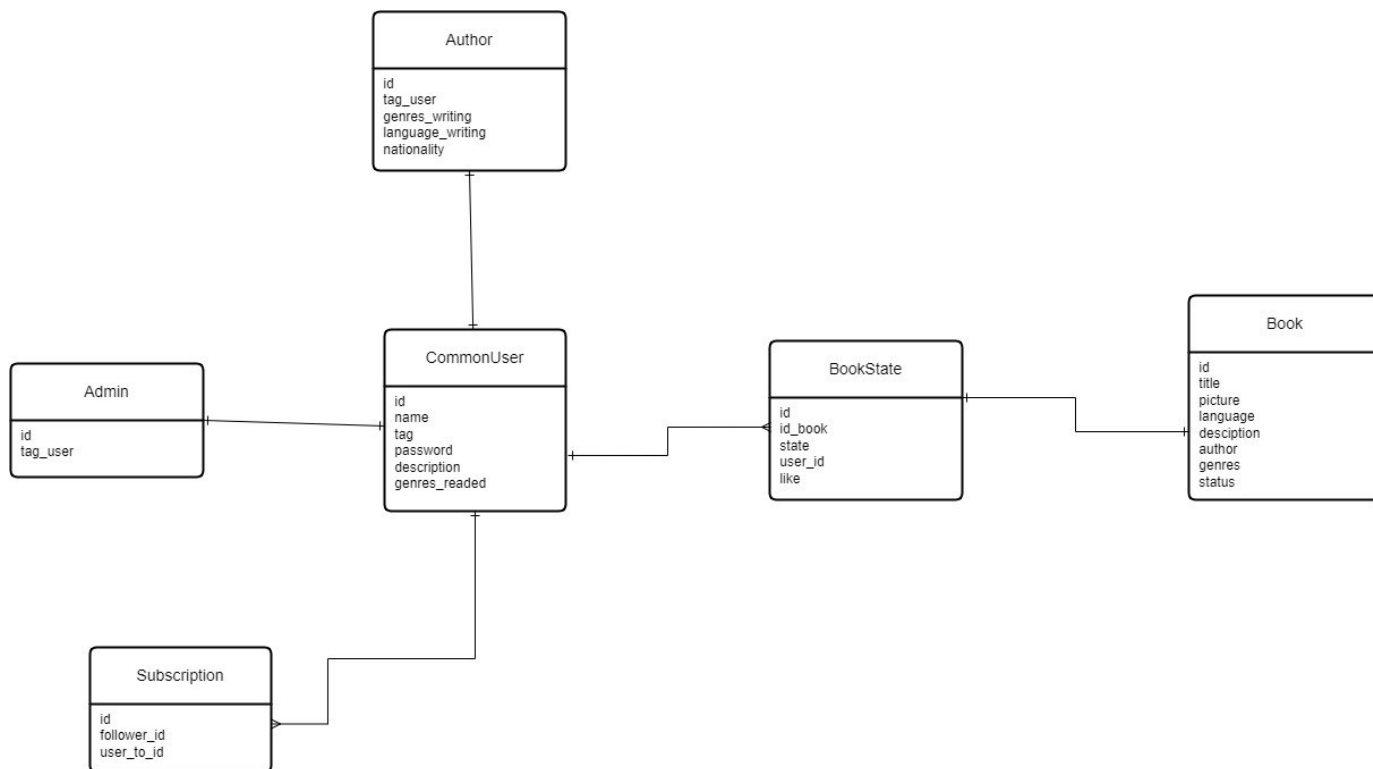 Author
id
tag_user
genres_writing
language_writing
nationality
Admin
id
tag_user
CommonUser
id
name
tag
password
description
genres_readed
BookState
id
id_book
state
user_id
like
Book
id
title
picture
language
desciption
author
genres
status
Subscription
id
follower_id
user_to_id